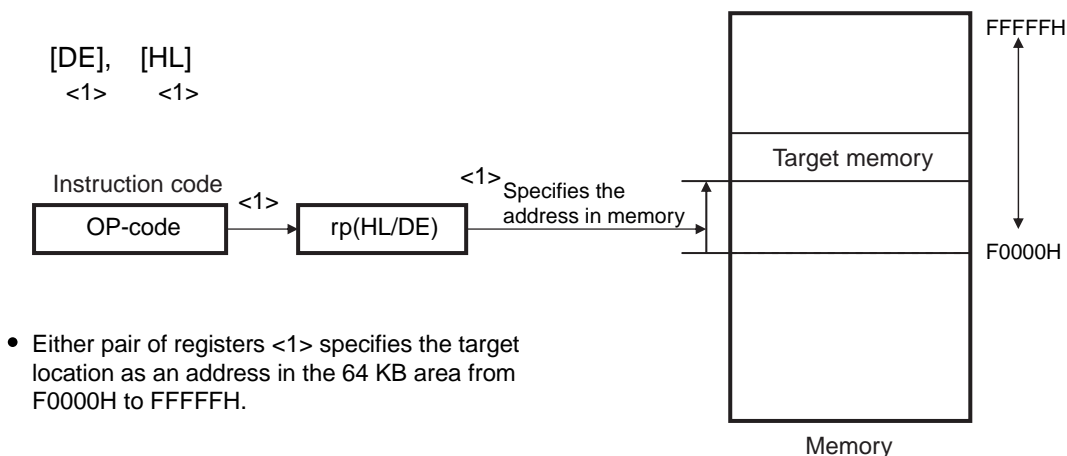 FFFFFH
[DE], [HL]
<1> <1>
Target memory
Instruction code
<1>
<1>
Specifies the
address in memory
OP-code
rp(HL/DE)
F0000H
• Either pair of registers <1> specifies the target
location as an address in the 64 KB area from
F0000H to FFFFFH.
Memory